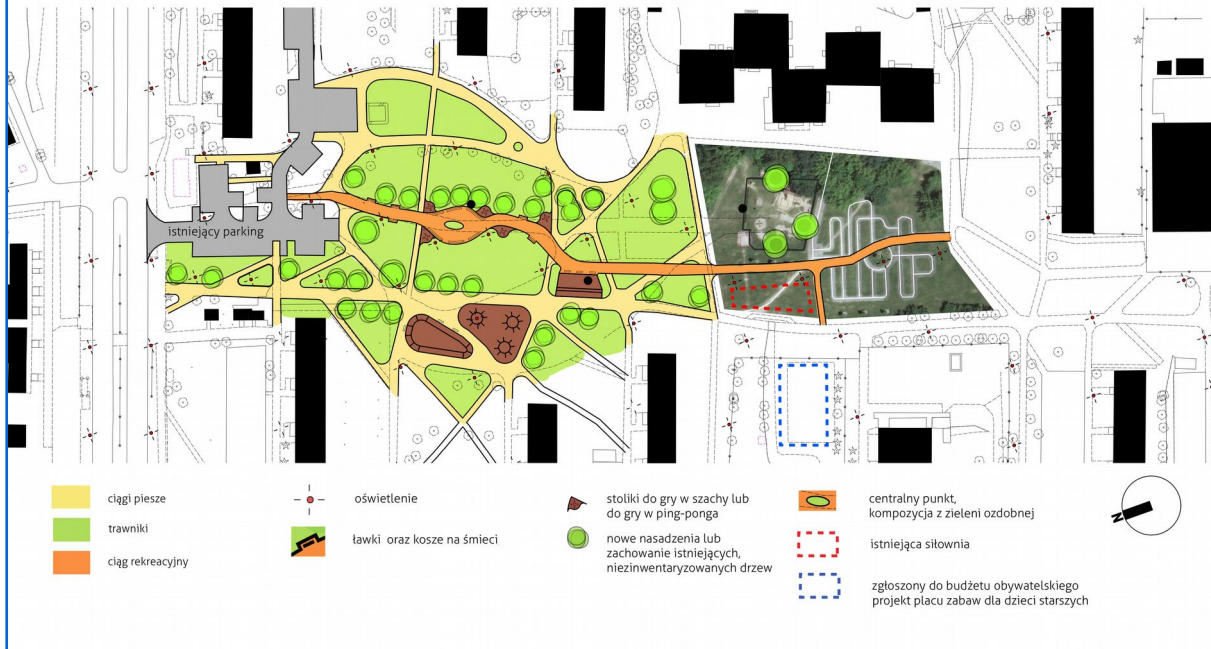 istniejący parking
ciągi piesze
trawniki
ciąg rekreacyjny
oświetlenie
ławki oraz kosze na śmieci
stoliki do gry w szachy lub
do gry w ping-ponga
nowe nasadzenia lub
zachowanie istniejących,
niezinwentaryzowanych drzew
centralny punkt,
kompozycja z zieleni ozdobnej
istniejąca siłownia
zgłoszony do budżetu obywatelskiego
projekt placu zabaw dla dzieci starszych
N